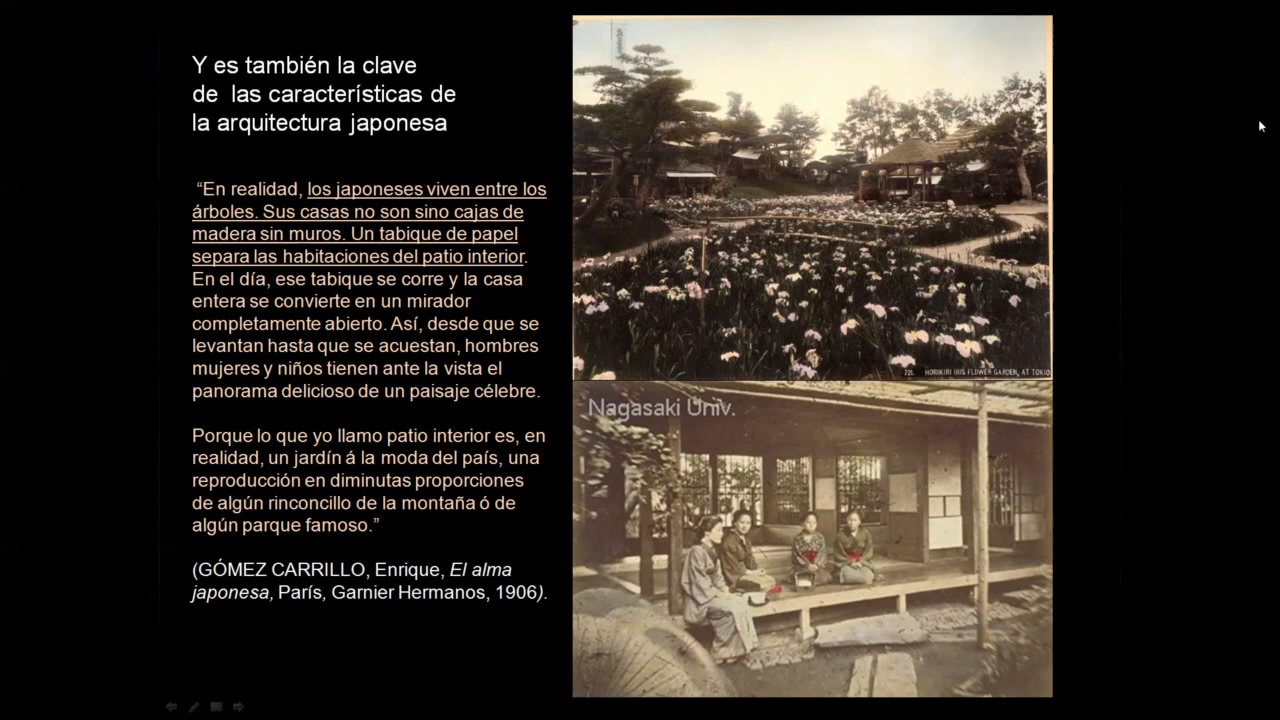 Y es también la clave
de las características de
la arquitectura japonesa
“En realidad, los japoneses viven entre los
árboles. Sus casas no son sino cajas de
madera sin muros. Un tabique de papel
separa las habitaciones del patio interior.
En el día, ese tabique se corre y la casa
entera se convierte en un mirador
completamente abierto. Así, desde que se
levantan hasta que se acuestan, hombres
mujeres y niños tienen ante la vista el
panorama delicioso de un paisaje célebre.
Porque lo que yo llamo patio interior es, en
realidad, un jardín á la moda del país, una
reproducción en diminutas proporciones
de algún rinconcillo de la montaña ó de
algún parque famoso.”
(GÓMEZ CARRILLO, Enrique, El alma
japonesa, París, Garnier Hermanos, 1906).
721. HORIKIRI IRIS FLOWER GARDEN, AT TOKIO
Nagasaki Univ.